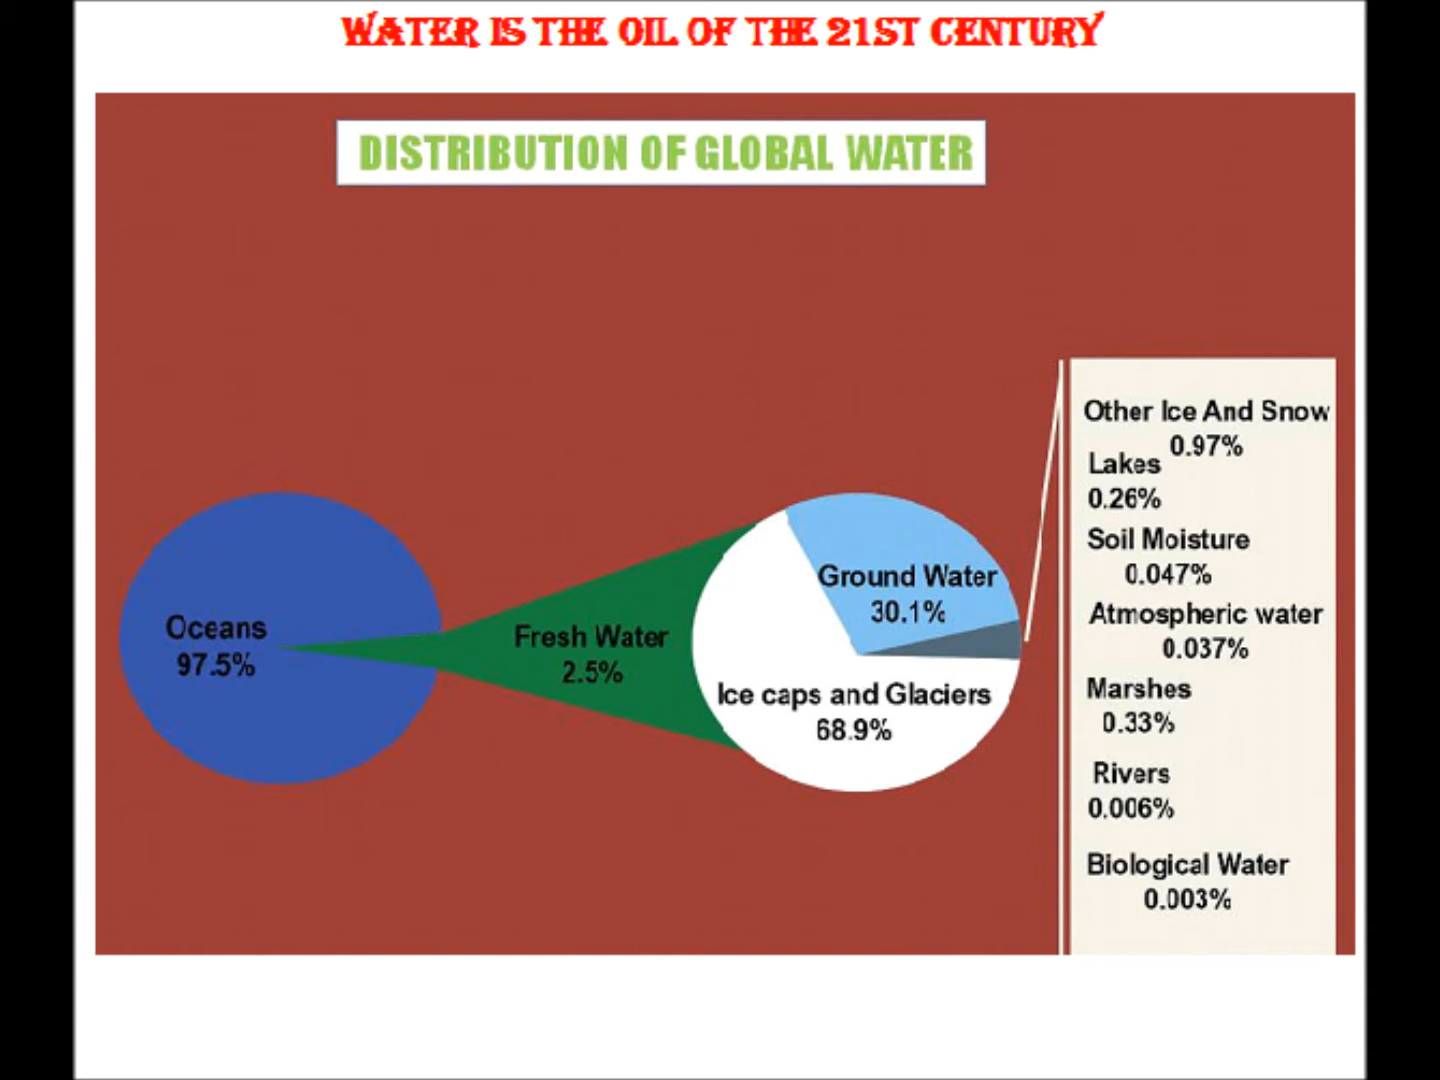 WATER IS THE OIL OF THE 21ST CENTURY
DISTRIBUTION OF GLOBAL WATER
Oceans
97.5%
Fresh Water
2.5%
Ground Water
30.1%
Ice caps and Glaciers
68.9%
Other Ice And Snow
0.97%
Lakes
0.26%
Soil Moisture
0.047%
Atmospheric water
0.037%
Marshes
0.33%
Rivers
0.006%
Biological Water
0.003%